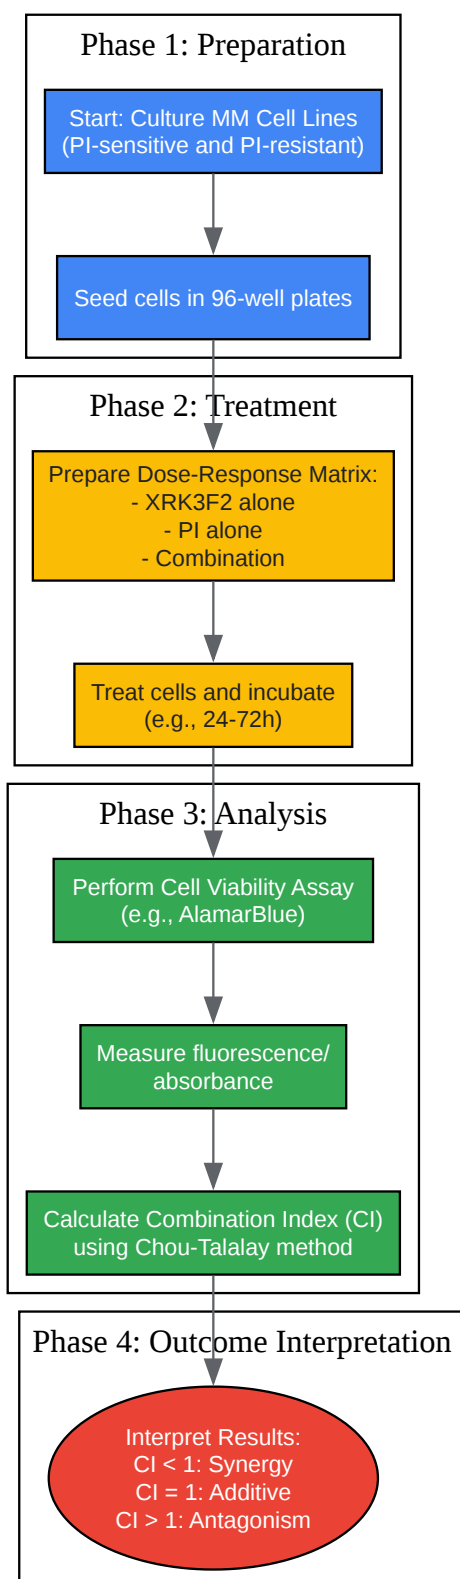 Phase 1: Preparation
Start: Culture MM Cell Lines
(PI-sensitive and PI-resistant)
Seed cells in 96-well plates
Phase 2: Treatment
Prepare Dose-Response Matrix:
- XRK3F2 alone
- PI alone
- Combination
Treat cells and incubate
(e.g., 24-72h)
Phase 3: Analysis
Perform Cell Viability Assay
(e.g., AlamarBlue)
Measure fluorescence/
absorbance
Calculate Combination Index (CI)
using Chou-Talalay method
Phase 4: Outcome Interpretation
Interpret Results:
CI < 1: Synergy
CI = 1: Additive
CI > 1: Antagonism